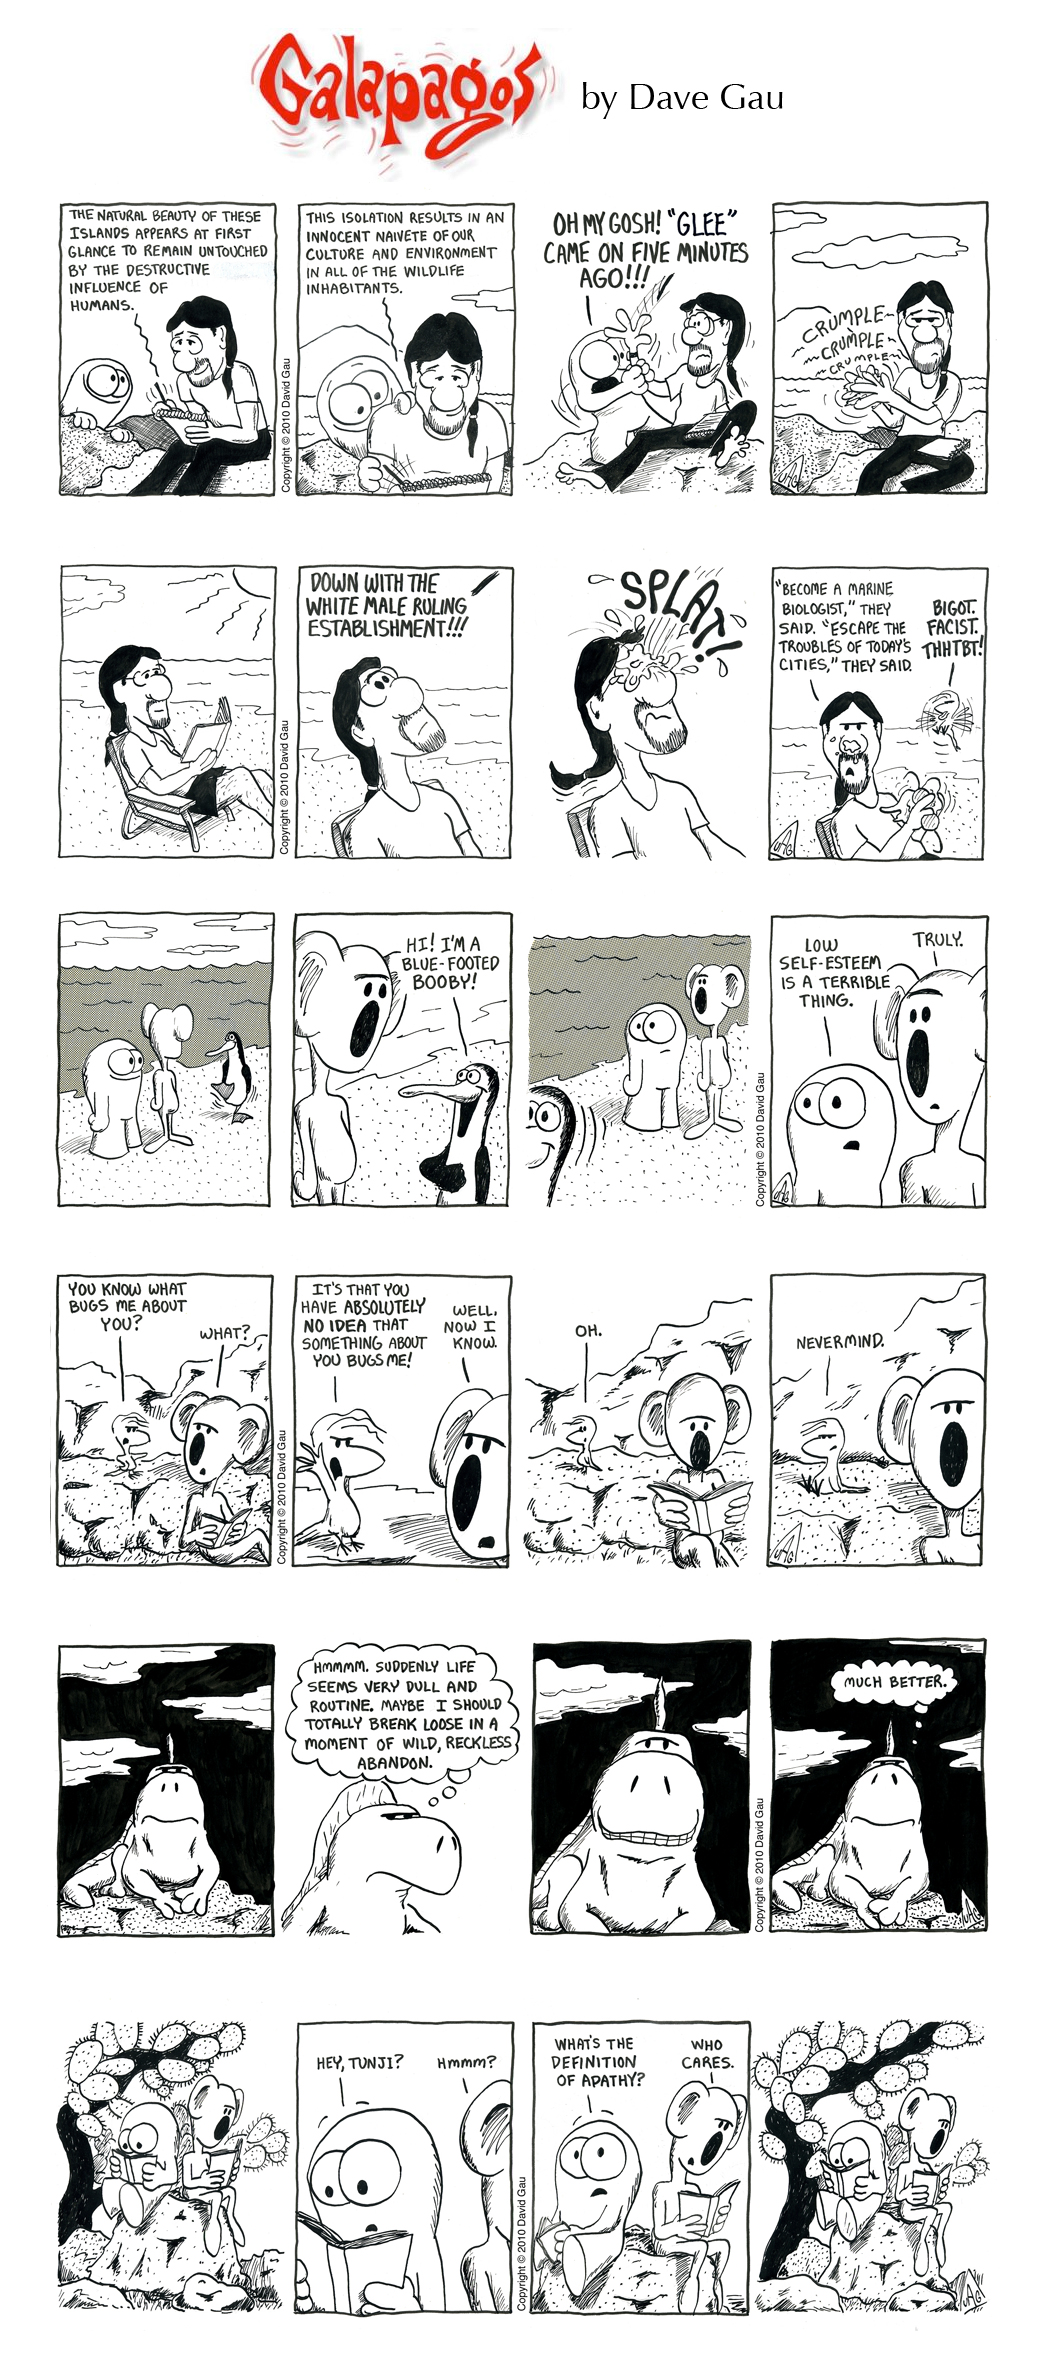 Galapagos by Dave Gau
THE NATURAL BEAUTY OF THESE
ISLANDS APPEARS AT FIRST
GLANCE TO REMAIN UNTOUCHED
BY THE DESTRUCTIVE
INFLUENCE OF
HUMANS.
Copyright © 2010 David Gau
THIS ISOLATION RESULTS IN AN
INNOCENT NAIVETE OF OUR
CULTURE AND ENVIRONMENT
IN ALL OF THE WILDLIFE
INHABITANTS.
OH MY GOSH! "GLEE"
CAME ON FIVE MINUTES
AGO!!!
CRUMPLE
CRUMPLE
CRUMPLE
Copyright © 2010 David Gau
DOWN WITH THE
WHITE MALE RULING
ESTABLISHMENT!!!
SPLAT!
"BECOME A MARINE
BIOLOGIST," THEY
SAID. "ESCAPE THE
TROUBLES OF TODAY'S
CITIES," THEY SAID.
BIGOT.
FACIST.
THHTBT!
HI! I'M A
BLUE-FOOTED
BOOBY!
Copyright © 2010 David Gau
LOW
SELF-ESTEEM
IS A TERRIBLE
THING.
TRULY.
YOU KNOW WHAT
BUGS ME ABOUT
YOU?
WHAT?
Copyright © 2010 David Gau
IT'S THAT YOU
HAVE ABSOLUTELY
NO IDEA THAT
SOMETHING ABOUT
YOU BUGS ME!
WELL,
NOW I
KNOW.
OH.
NEVERMIND.
HMMMM. SUDDENLY LIFE
SEEMS VERY DULL AND
ROUTINE. MAYBE I SHOULD
TOTALLY BREAK LOOSE IN A
MOMENT OF WILD, RECKLESS
ABANDON.
Copyright © 2010 David Gau
MUCH BETTER.
HEY, TUNJI?
HMMM?
Copyright © 2010 David Gau
WHAT'S THE
DEFINITION
OF APATHY?
WHO
CARES.